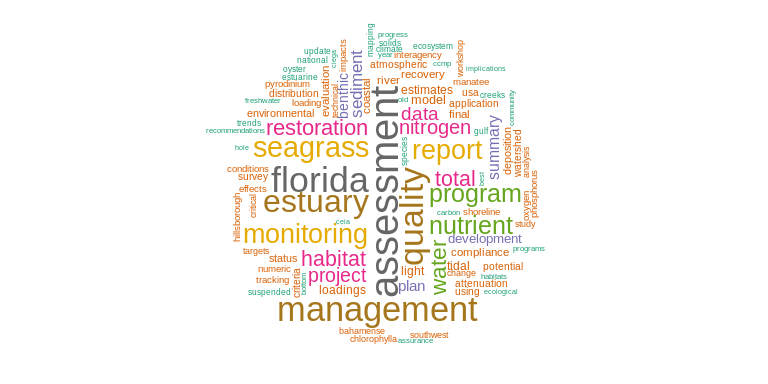 progress
solids
mapping
climate
ecosystem
update
year
interagency
workshop
national
ciega
impacts
atmospheric
ccmp
implications
oyster
recovery
estuarine
evaluation
technical
benthic
sediment
coastal
river
manatee
pyrodinium
estimates
usa
creeks
distribution
old
model
application
community
freshwater
loading
environmental
data
final
trends
restoration
nitrogen
gulf
recommendations
hole
seagrass
assessment
species
report
summary
deposition
watershed
analysis
conditions
survey
florida
total
best
effects
quality
program
phosphorus
oxygen
critical
estuary
carbon
shoreline
hillsborough
ceia
nutrient
study
monitoring
water
development
programs
targets
status
habitat
compliance
numeric
project
light
tidal
potential
change
habitats
tracking
criteria
bottom
loadings
plan
attenuation
suspended
using
ecological
management
bahamense
southwest
chlorophylla
assurance